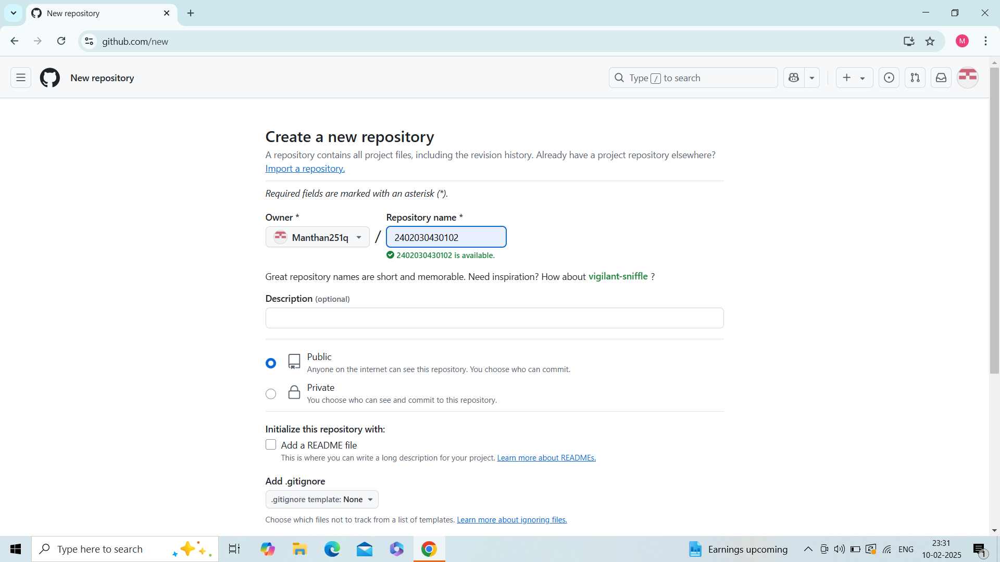 New repository
github.com/new
M
New repository
Type / to search
Create a new repository
A repository contains all project files, including the revision history. Already have a project repository elsewhere?
Import a repository.
Required fields are marked with an asterisk (*).
Owner *
Repository name *
Manthan251q
/
2402030430102
2402030430102 is available.
Great repository names are short and memorable. Need inspiration? How about vigilant-sniffle ?
Description (optional)
Public
Anyone on the internet can see this repository. You choose who can commit.
Private
You choose who can see and commit to this repository.
Initialize this repository with:
Add a README file
This is where you can write a long description for your project. Learn more about READMEs.
Add .gitignore
.gitignore template: None
Choose which files not to track from a list of templates. Learn more about ignoring files.
Type here to search
Earnings upcoming
ENG
23:31
10-02-2025
1